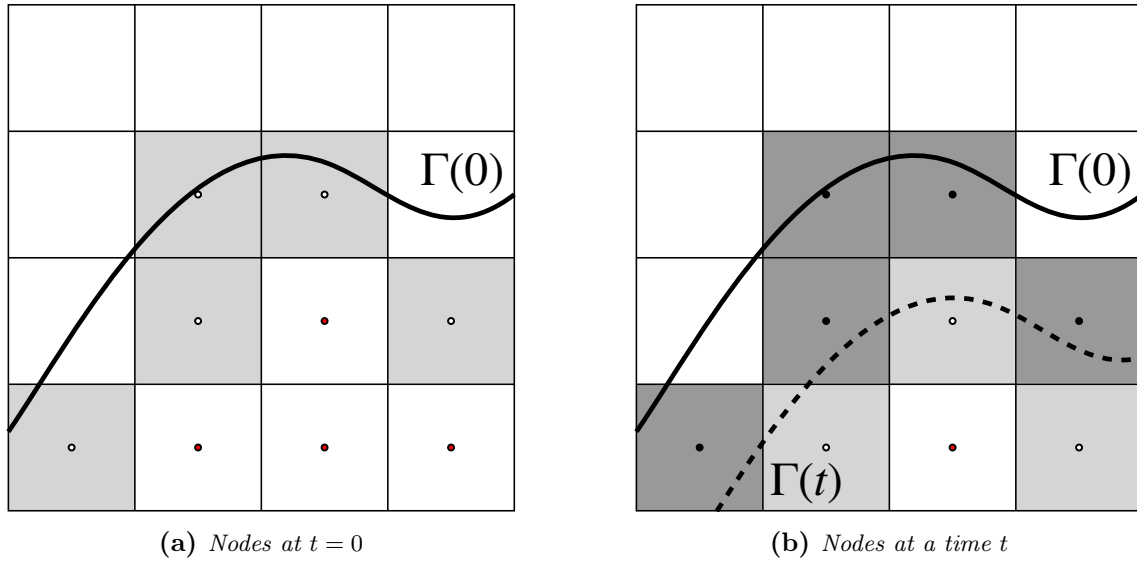 Γ(0)
Γ(0)
Γ(t)
(a) Nodes at t = 0
(b) Nodes at a time t